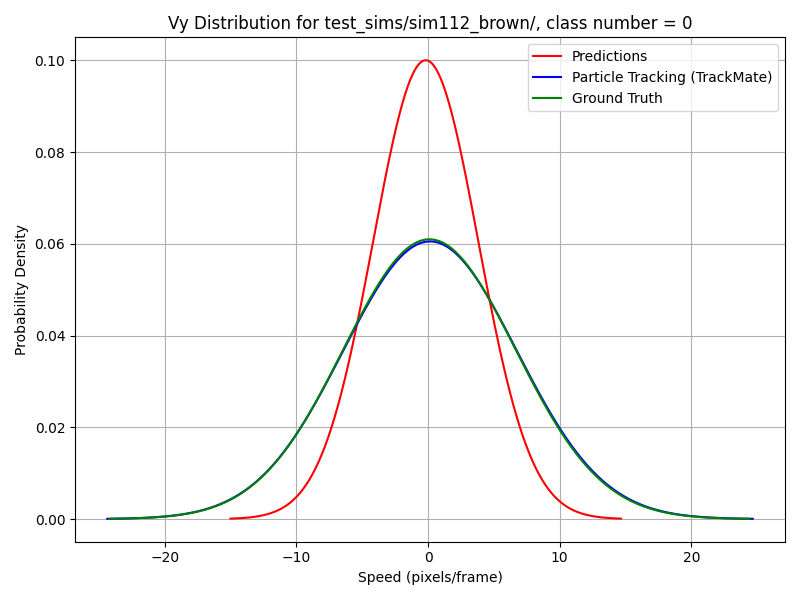 Vy Distribution for test_sims/sim112_brown/, class number = 0
Predictions
Particle Tracking (TrackMate)
Ground Truth
Probability Density
0.10
0.08
0.06
0.04
0.02
0.00
−20
−10
0
10
20
Speed (pixels/frame)